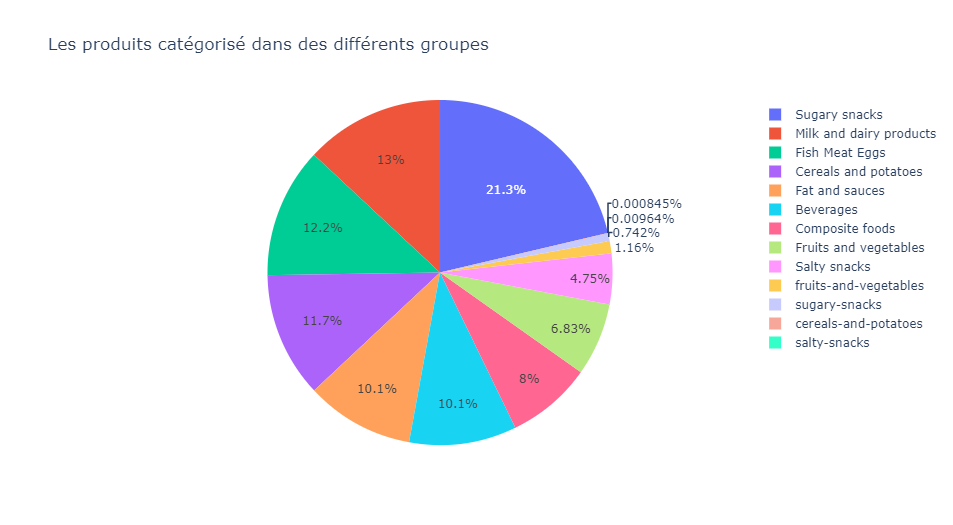 Les produits catégorisé dans des différents groupes
13%
21.3%
12.2%
11.7%
10.1%
10.1%
8%
6.83%
4.75%
1.16%
0.742%
0.00964%
0.000845%
Sugary snacks
Milk and dairy products
Fish Meat Eggs
Cereals and potatoes
Fat and sauces
Beverages
Composite foods
Fruits and vegetables
Salty snacks
fruits-and-vegetables
sugary-snacks
cereals-and-potatoes
salty-snacks